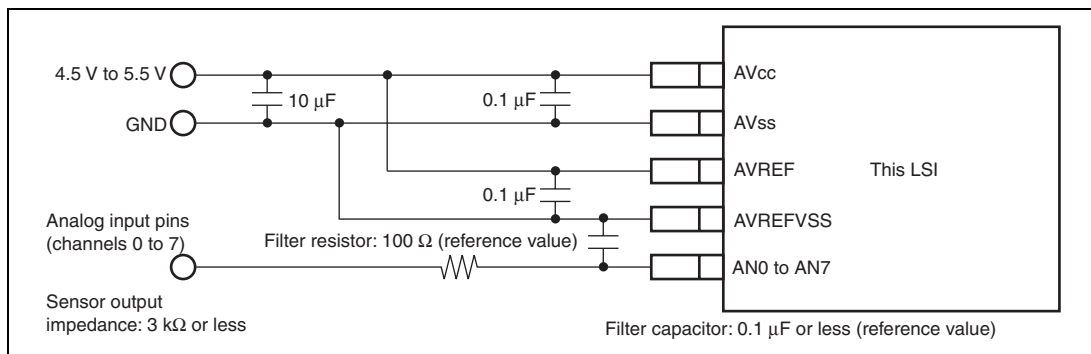 4.5 V to 5.5 V
10 μF
0.1 μF
AVcc
GND
AVss
AVREF
This LSI
0.1 μF
AVREFVSS
Analog input pins
(channels 0 to 7)
Filter resistor: 100 Ω (reference value)
AN0 to AN7
Sensor output
impedance: 3 kΩ or less
Filter capacitor: 0.1 μF or less (reference value)